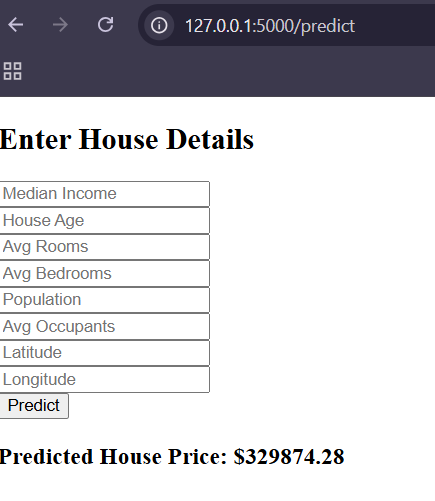 127.0.0.1:5000/predict
Enter House Details
Median Income
House Age
Avg Rooms
Avg Bedrooms
Population
Avg Occupants
Latitude
Longitude
Predict
Predicted House Price: $329874.28